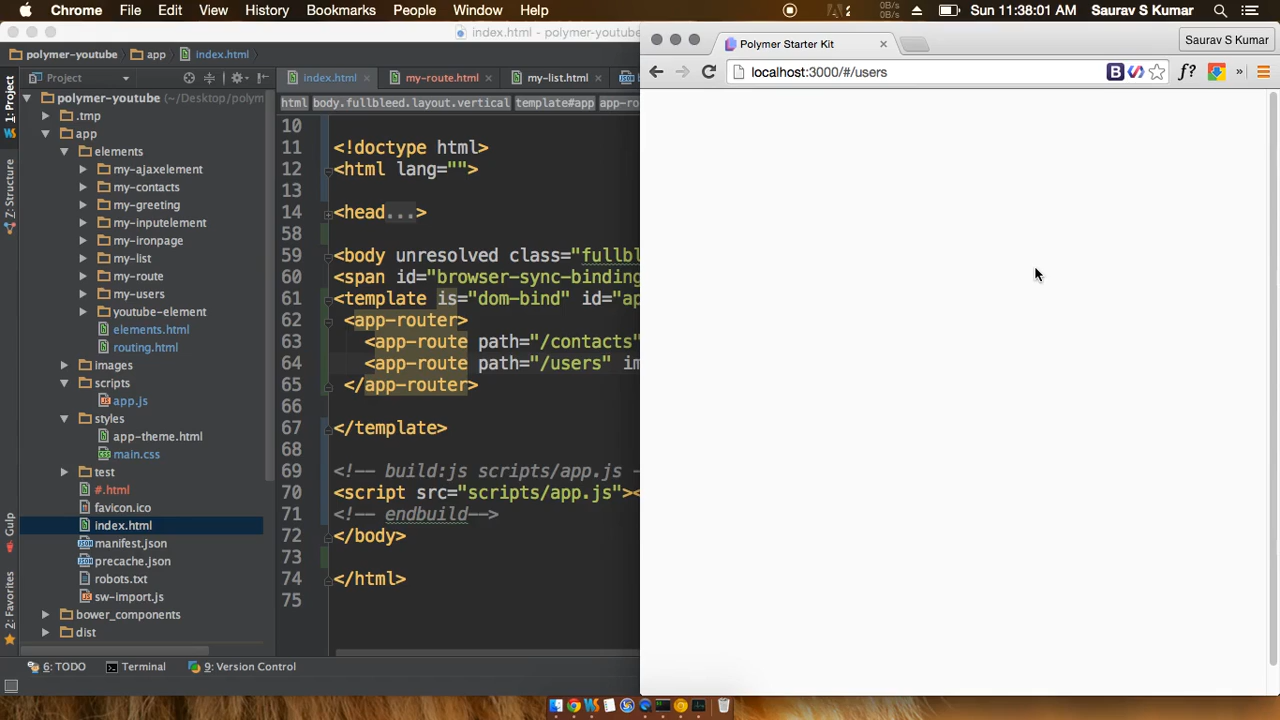 Chrome File Edit View History Bookmarks People Window Help 0B/s 0B/s Sun 11:38:01 AM Saurav S Kumar
index.html - polymer-youtube
polymer-youtube app index.html
Polymer Starter Kit
Saurav S Kumar
localhost:3000/#/users
B f? »
Project
index.html my-route.html my-list.html
html body.fullbleed.layout.vertical template#app app-ro
1: Project
Z: Structure
Gulp
2: Favorites
polymer-youtube (~/Desktop/polym
.tmp
app
elements
my-ajaxelement
my-contacts
my-greeting
my-inputelement
my-ironpage
my-list
my-route
my-users
youtube-element
elements.html
routing.html
images
scripts
app.js
styles
app-theme.html
main.css
test
#.html
favicon.ico
index.html
manifest.json
precache.json
robots.txt
sw-import.js
bower_components
dist
10
11 <!doctype html>
12 <html lang="">
13
14 <head...>
58
59 <body unresolved class="fullbl
60 <span id="browser-sync-binding
61 <template is="dom-bind" id="ap
62 <app-router>
63 <app-route path="/contacts"
64 <app-route path="/users" im
65 </app-router>
66
67 </template>
68
69 <!-- build:js scripts/app.js -
70 <script src="scripts/app.js"><
71 <!-- endbuild-->
72 </body>
73
74 </html>
75
6: TODO Terminal 9: Version Control